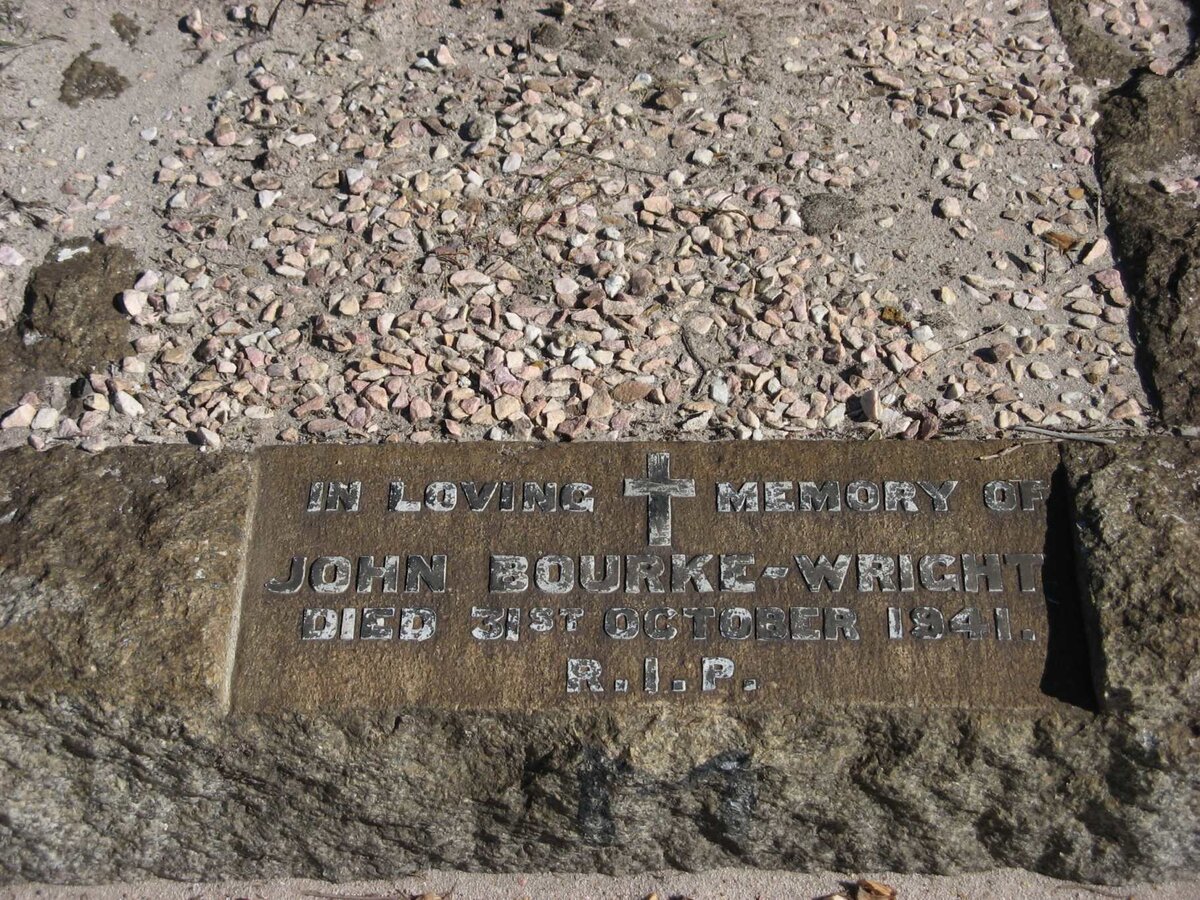 IN LOVING MEMORY OF
JOHN BOURKE-WRIGHT
DIED 31ST OCTOBER 1941.
R.I.P.